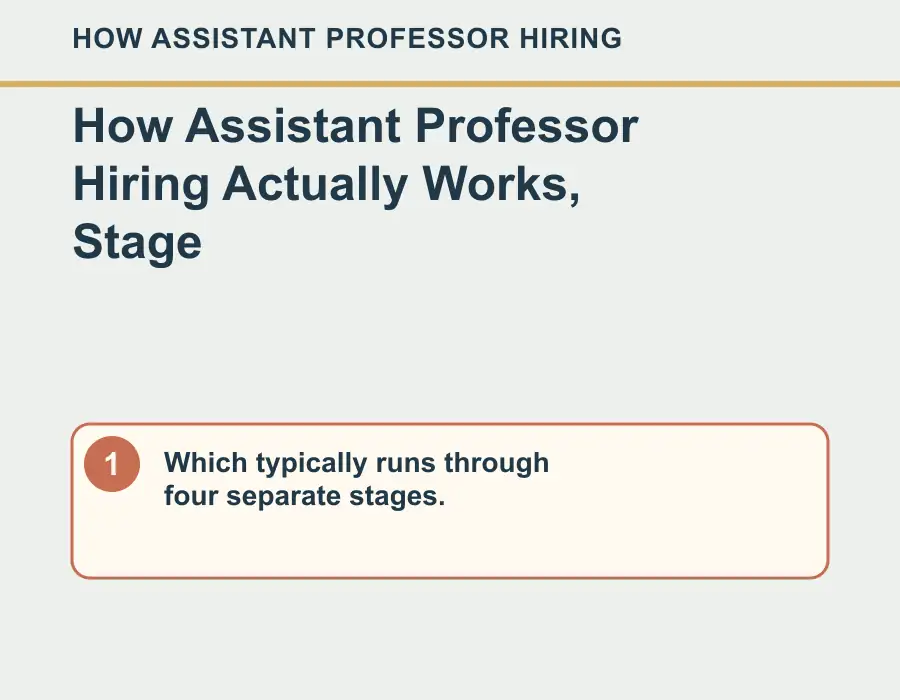 HOW ASSISTANT PROFESSOR HIRING
How Assistant Professor
Hiring Actually Works,
Stage
1
Which typically runs through
four separate stages.